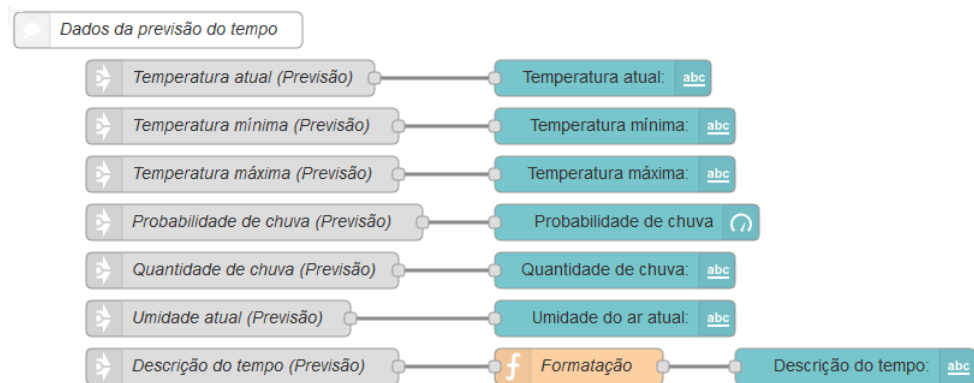 Dados da previsão do tempo
Temperatura atual (Previsão) Temperatura atual: abc
Temperatura mínima (Previsão) Temperatura mínima: abc
Temperatura máxima (Previsão) Temperatura máxima: abc
Probabilidade de chuva (Previsão) Probabilidade de chuva
Quantidade de chuva (Previsão) Quantidade de chuva: abc
Umidade atual (Previsão) Umidade do ar atual: abc
Descrição do tempo (Previsão) f Formatação Descrição do tempo: abc